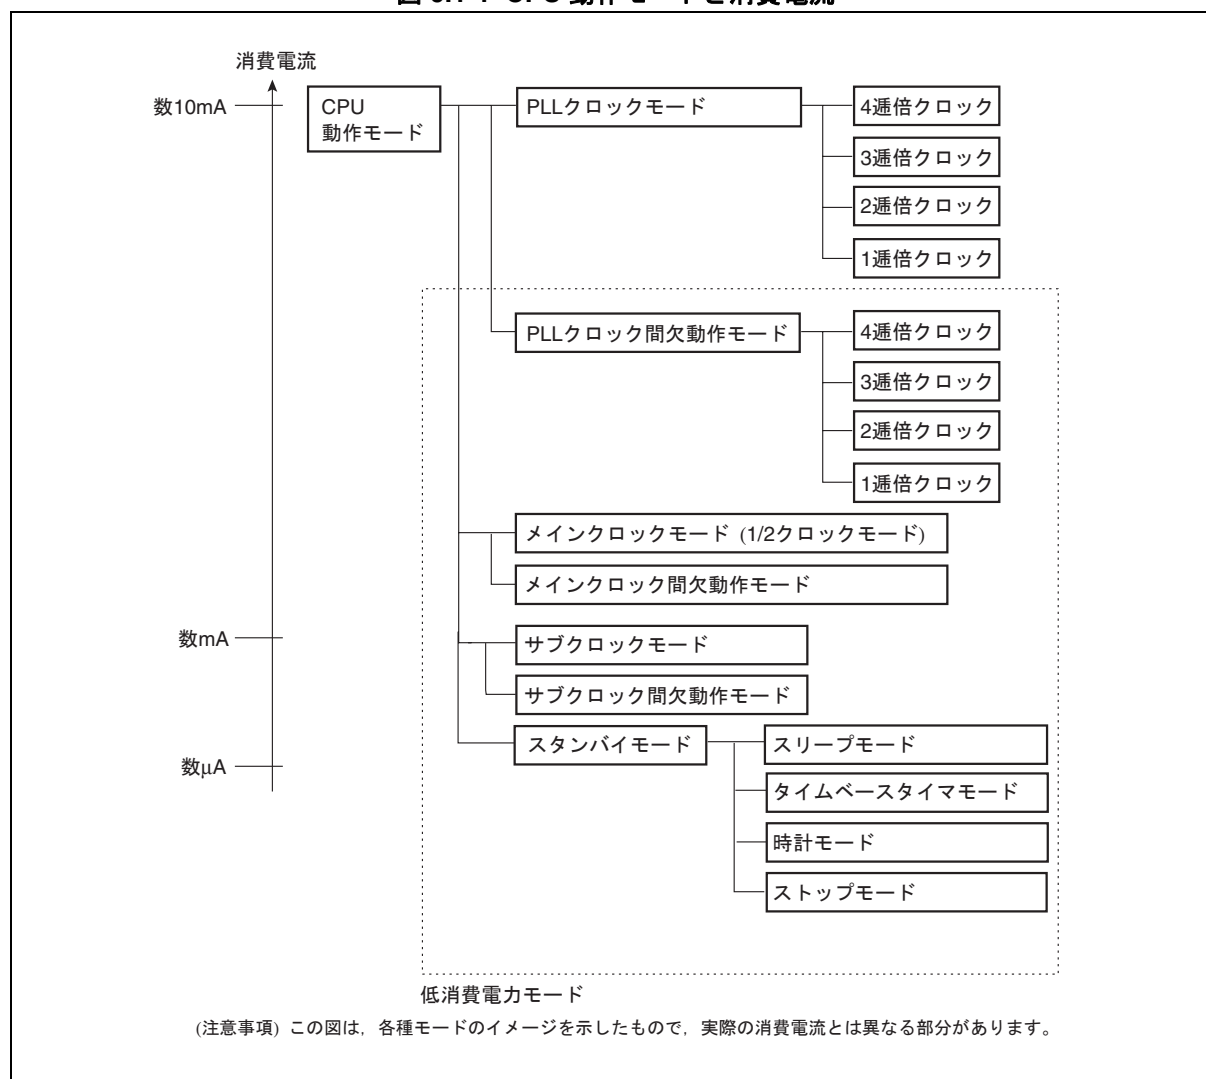 CPU
消費電流
数10mA
CPU
動作モード
PLLクロックモード
4逓倍クロック
3逓倍クロック
2逓倍クロック
1逓倍クロック
PLLクロック間欠動作モード
4逓倍クロック
3逓倍クロック
2逓倍クロック
1逓倍クロック
メインクロックモード (1/2クロックモード)
メインクロック間欠動作モード
数mA
サブクロックモード
サブクロック間欠動作モード
スタンバイモード
スリープモード
数μA
タイムベースタイマモード
時計モード
ストップモード
低消費電力モード
(注意事項) この図は, 各種モードのイメージを示したもので, 実際の消費電流とは異なる部分があります。